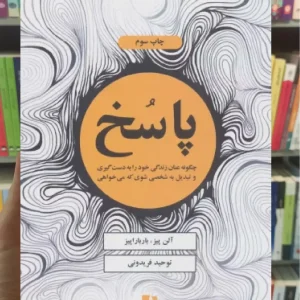 چاپ سوم
پاسخ
چگونه عنان زندگی خود را به دست گیری
و تبدیل به شخصی شوی که می‌خواهی
آلن پیز ، باربارا پیز
توحید فریدونی